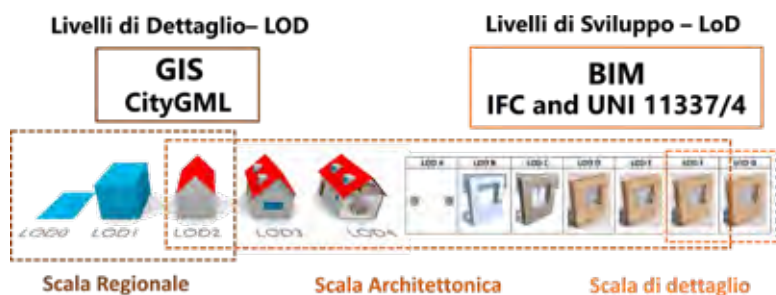 Livelli di Dettaglio– LOD
Livelli di Sviluppo – LoD
GIS
CityGML
BIM
IFC and UNI 11337/4
LOD A
LOD B
LOD C
LOD D
LOD E
LOD F
LOD G
LOD0
LOD1
LOD2
LOD3
LOD4
Scala Regionale
Scala Architettonica
Scala di dettaglio